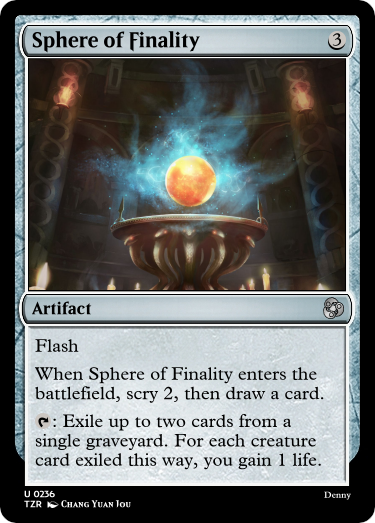 Sphere of Finality 3
Artifact
Flash
When Sphere of Finality enters the
battlefield, scry 2, then draw a card.
: Exile up to two cards from a
single graveyard. For each creature
card exiled this way, you gain 1 life.
U 0236 Denny
TZR Chang Yuan Jou